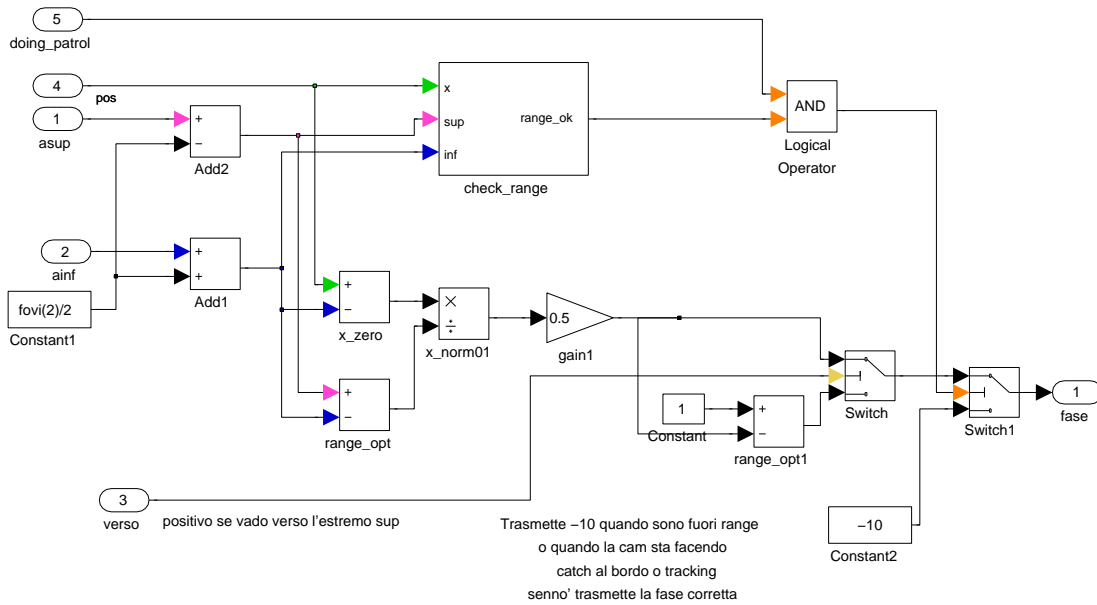 5
doing_patrol
4
pos
1
asup
+
−
Add2
x
sup
inf
range_ok
check_range
AND
Logical
Operator
2
ainf
+
+
Add1
fovi(2)/2
Constant1
+
−
x_zero
×
÷
x_norm01
0.5
gain1
+
−
range_opt
1
Constant
+
−
range_opt1
Switch
Switch1
1
fase
3
verso
positivo se vado verso l'estremo sup
−10
Constant2
Trasmette −10 quando sono fuori range
o quando la cam sta facendo
catch al bordo o tracking
senno' trasmette la fase corretta